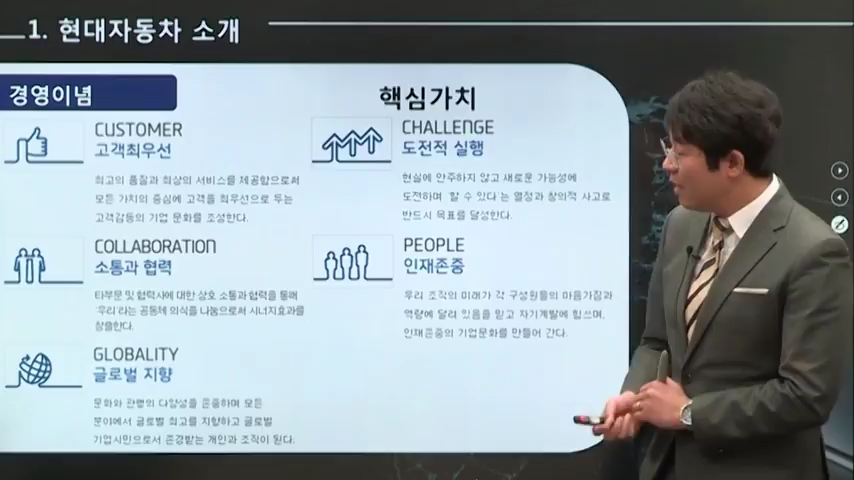 1. 현대자동차 소개
경영이념
핵심가치
CUSTOMER
고객최우선
최고의 품질과 최상의 서비스를 제공함으로써
모든 가치의 중심에 고객을 최우선으로 두는
고객감동의 기업 문화를 조성한다.
CHALLENGE
도전적 실행
현실에 안주하지 않고 새로운 가능성에
도전하며 '할 수 있다'는 열정과 창의적 사고로
반드시 목표를 달성한다.
COLLABORATION
소통과 협력
타부문 및 협력사에 대한 상호 소통과 협력을 통해
'우리'라는 공동체 의식을 나눔으로써 시너지효과를
창출한다.
PEOPLE
인재존중
우리 조직의 미래가 각 구성원들의 마음가짐과
역량에 달려 있음을 믿고 자기계발에 힘쓰며,
인재존중의 기업문화를 만들어 간다.
GLOBALITY
글로벌 지향
문화와 관행의 다양성을 존중하며 모든
분야에서 글로벌 최고를 지향하고 글로벌
기업시민으로서 존경받는 개인과 조직이 된다.